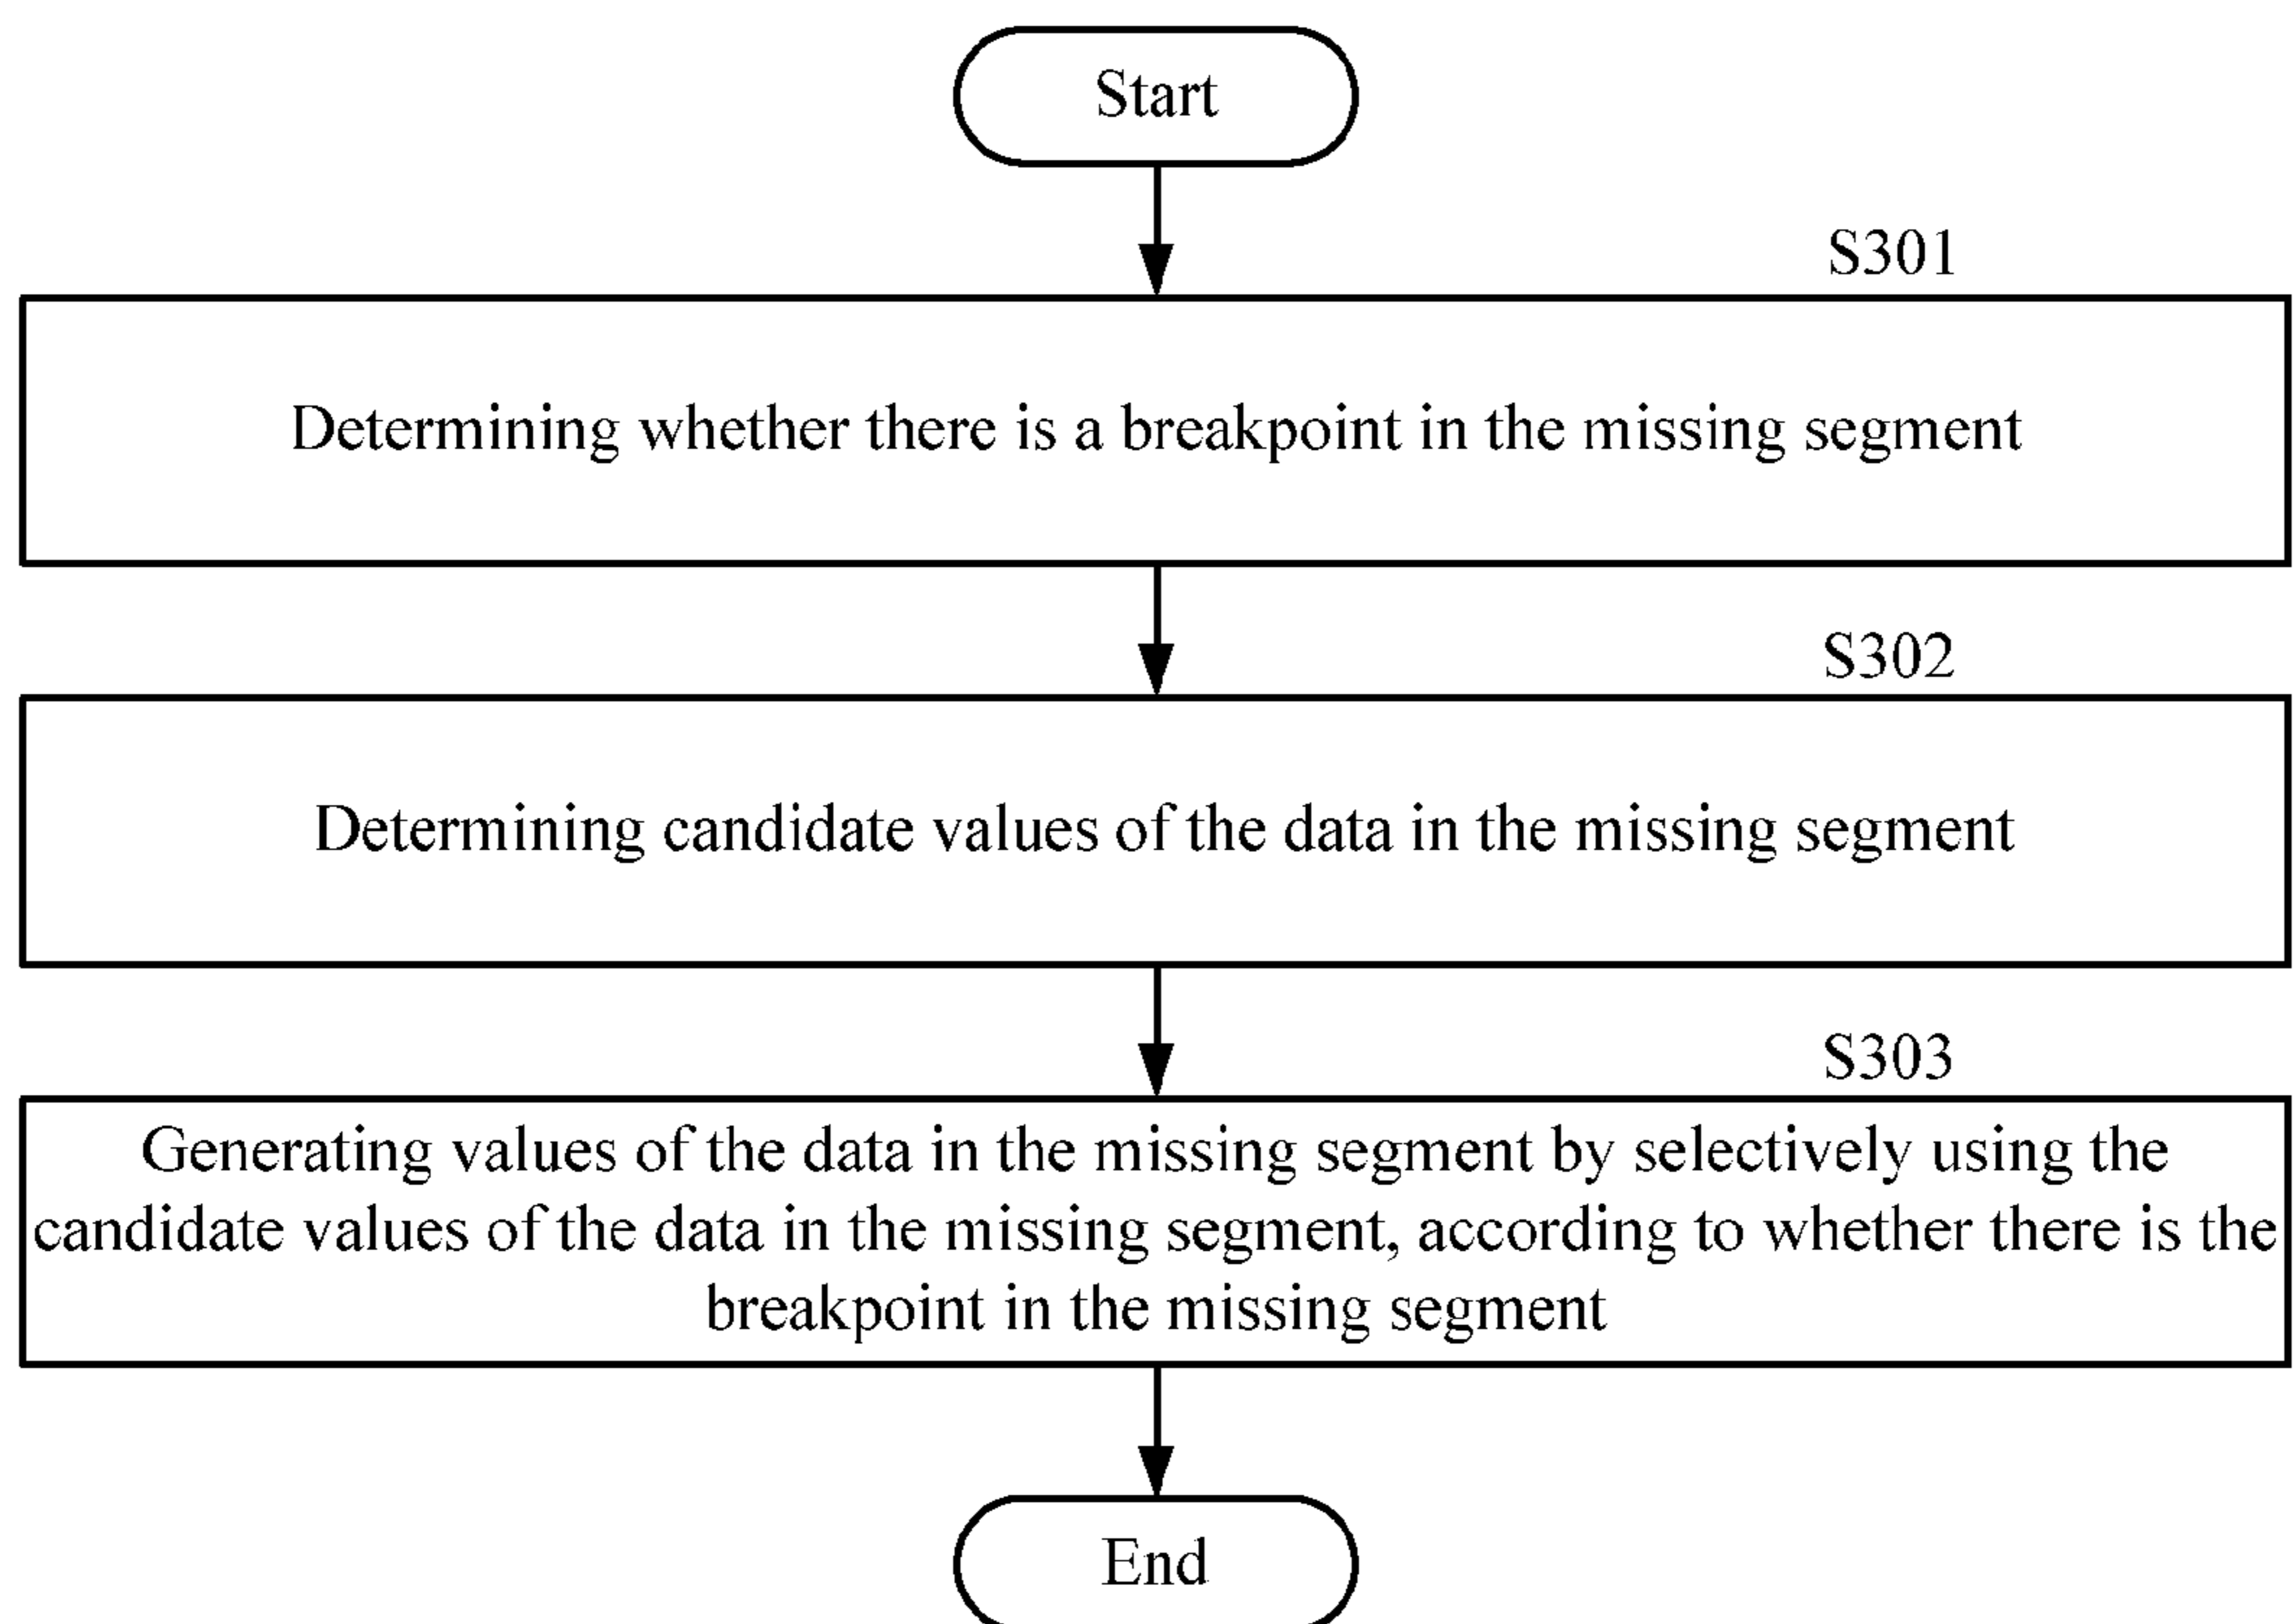 Start
S301
Determining whether there is a breakpoint in the missing segment
S302
Determining candidate values of the data in the missing segment
S303
Generating values of the data in the missing segment by selectively using the
candidate values of the data in the missing segment, according to whether there is the
breakpoint in the missing segment
End